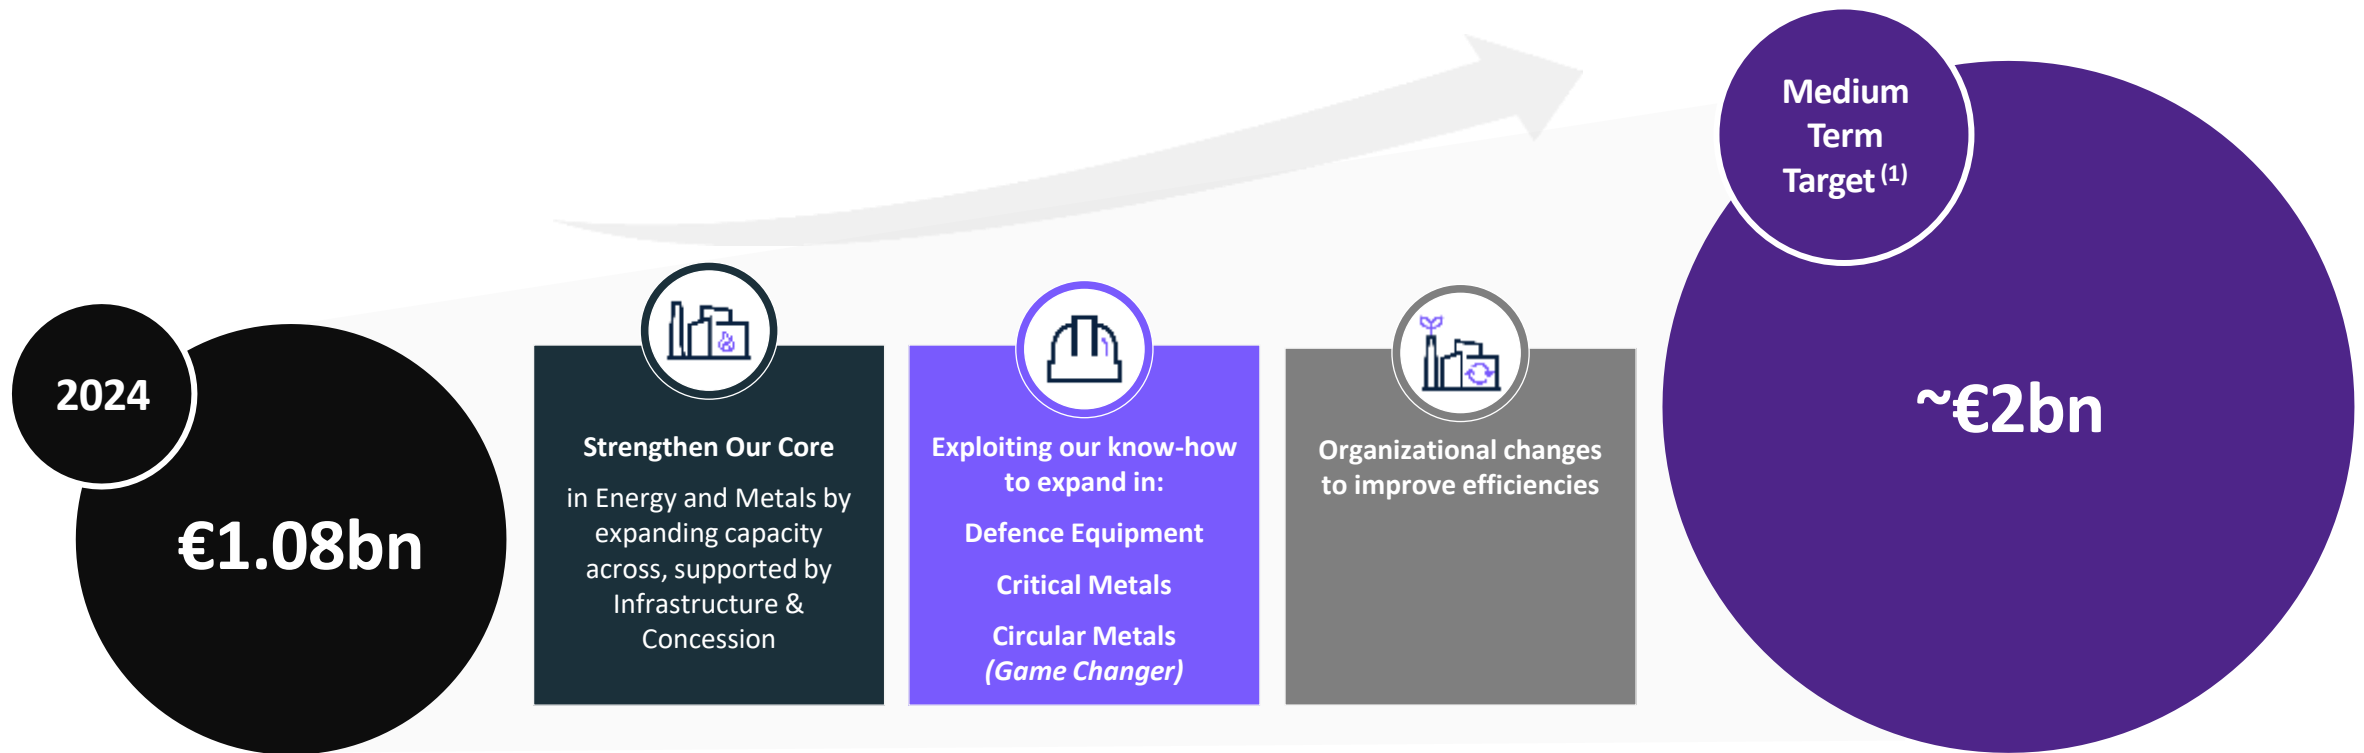 2024
€1.08bn
Strengthen Our Core
in Energy and Metals by
expanding capacity
across, supported by
Infrastructure &
Concession
Exploiting our know-how
to expand in:
Defence Equipment
Critical Metals
Circular Metals
(Game Changer)
Organizational changes
to improve efficiencies
Medium
Term
Target (1)
~€2bn